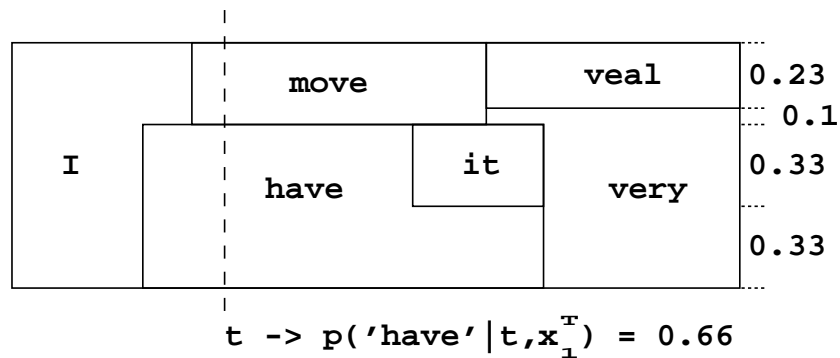 move veal 0.23
0.1
I have it very 0.33
0.33
t -> p('have'|t,x_1^T) = 0.66